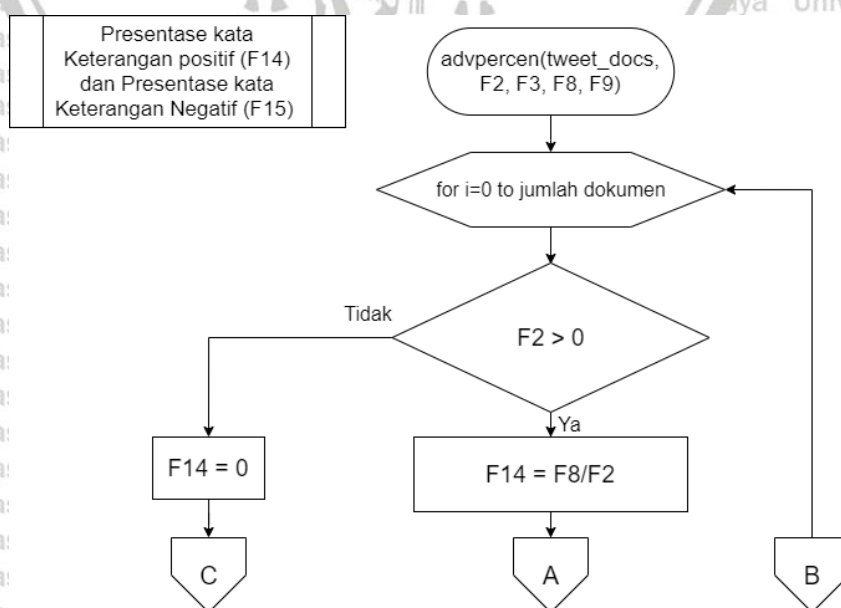 Presentase kata
Keterangan positif (F14)
dan Presentase kata
Keterangan Negatif (F15)
advpercen(tweet_docs,
F2, F3, F8, F9)
for i=0 to jumlah dokumen
F2 > 0
Tidak
Ya
F14 = 0
F14 = F8/F2
C
A
B